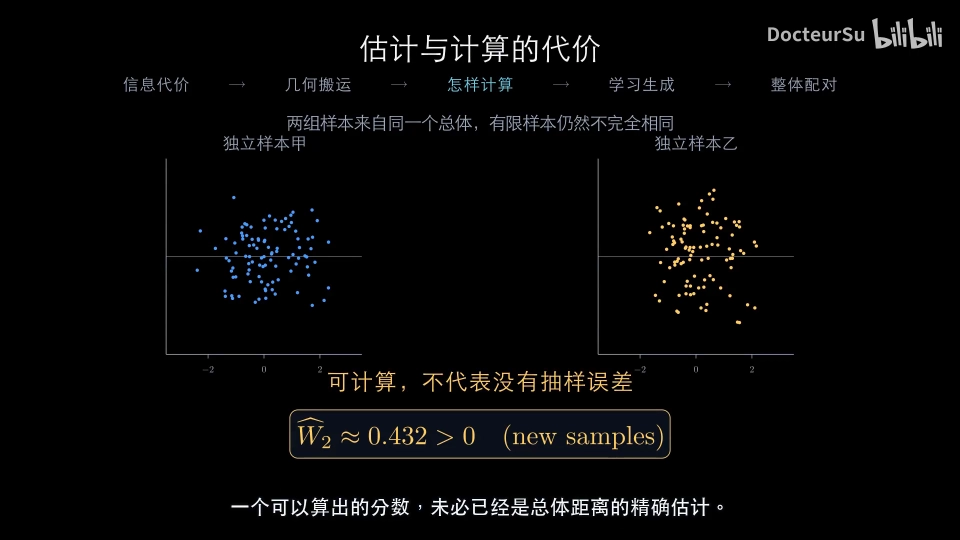 DocteurSu bilibili
估计与计算的代价
信息代价 → 几何搬运 → 怎样计算 → 学习生成 → 整体配对
两组样本来自同一个总体，有限样本仍然不完全相同
独立样本甲 独立样本乙
−2 0 2 −2 0 2
可计算，不代表没有抽样误差
$\widehat{W}_2 \approx 0.432 > 0$ (new samples)
一个可以算出的分数，未必已经是总体距离的精确估计。